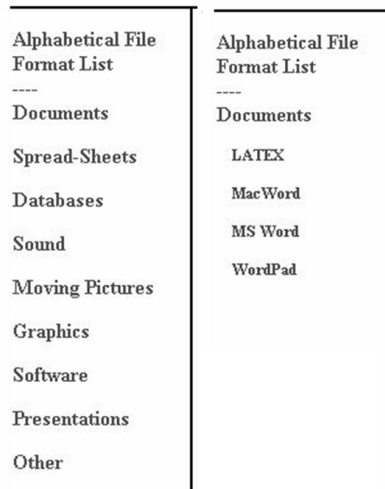 Alphabetical File
Format List
----
Documents
Spread-Sheets
Databases
Sound
Moving Pictures
Graphics
Software
Presentations
Other
Alphabetical File
Format List
----
Documents
LATEX
MacWord
MS Word
WordPad